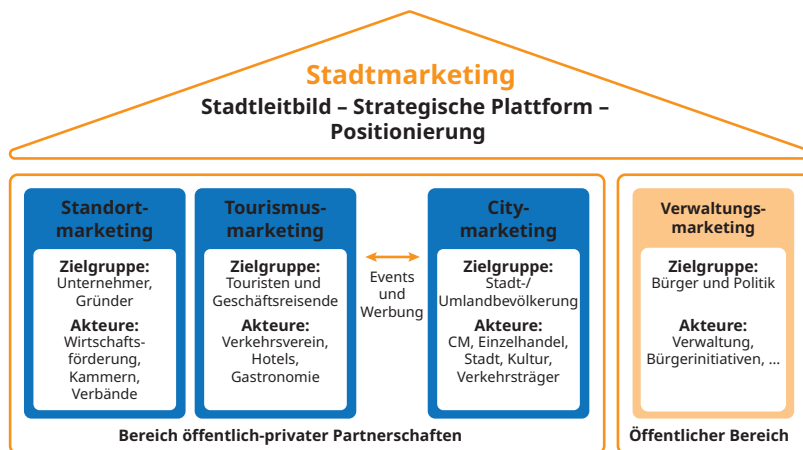 Stadtmarketing
Stadtleitbild – Strategische Plattform –
Positionierung
Standort-
marketing
Zielgruppe:
Unternehmer,
Gründer
Akteure:
Wirtschafts-
förderung,
Kammern,
Verbände
Tourismus-
marketing
Zielgruppe:
Touristen und
Geschäftsreisende
Akteure:
Verkehrsverein,
Hotels,
Gastronomie
Events
und
Werbung
City-
marketing
Zielgruppe:
Stadt-/
Umlandbevölkerung
Akteure:
CM, Einzelhandel,
Stadt, Kultur,
Verkehrsträger
Bereich öffentlich-privater Partnerschaften
Verwaltungs-
marketing
Zielgruppe:
Bürger und Politik
Akteure:
Verwaltung,
Bürgerinitiativen, ...
Öffentlicher Bereich